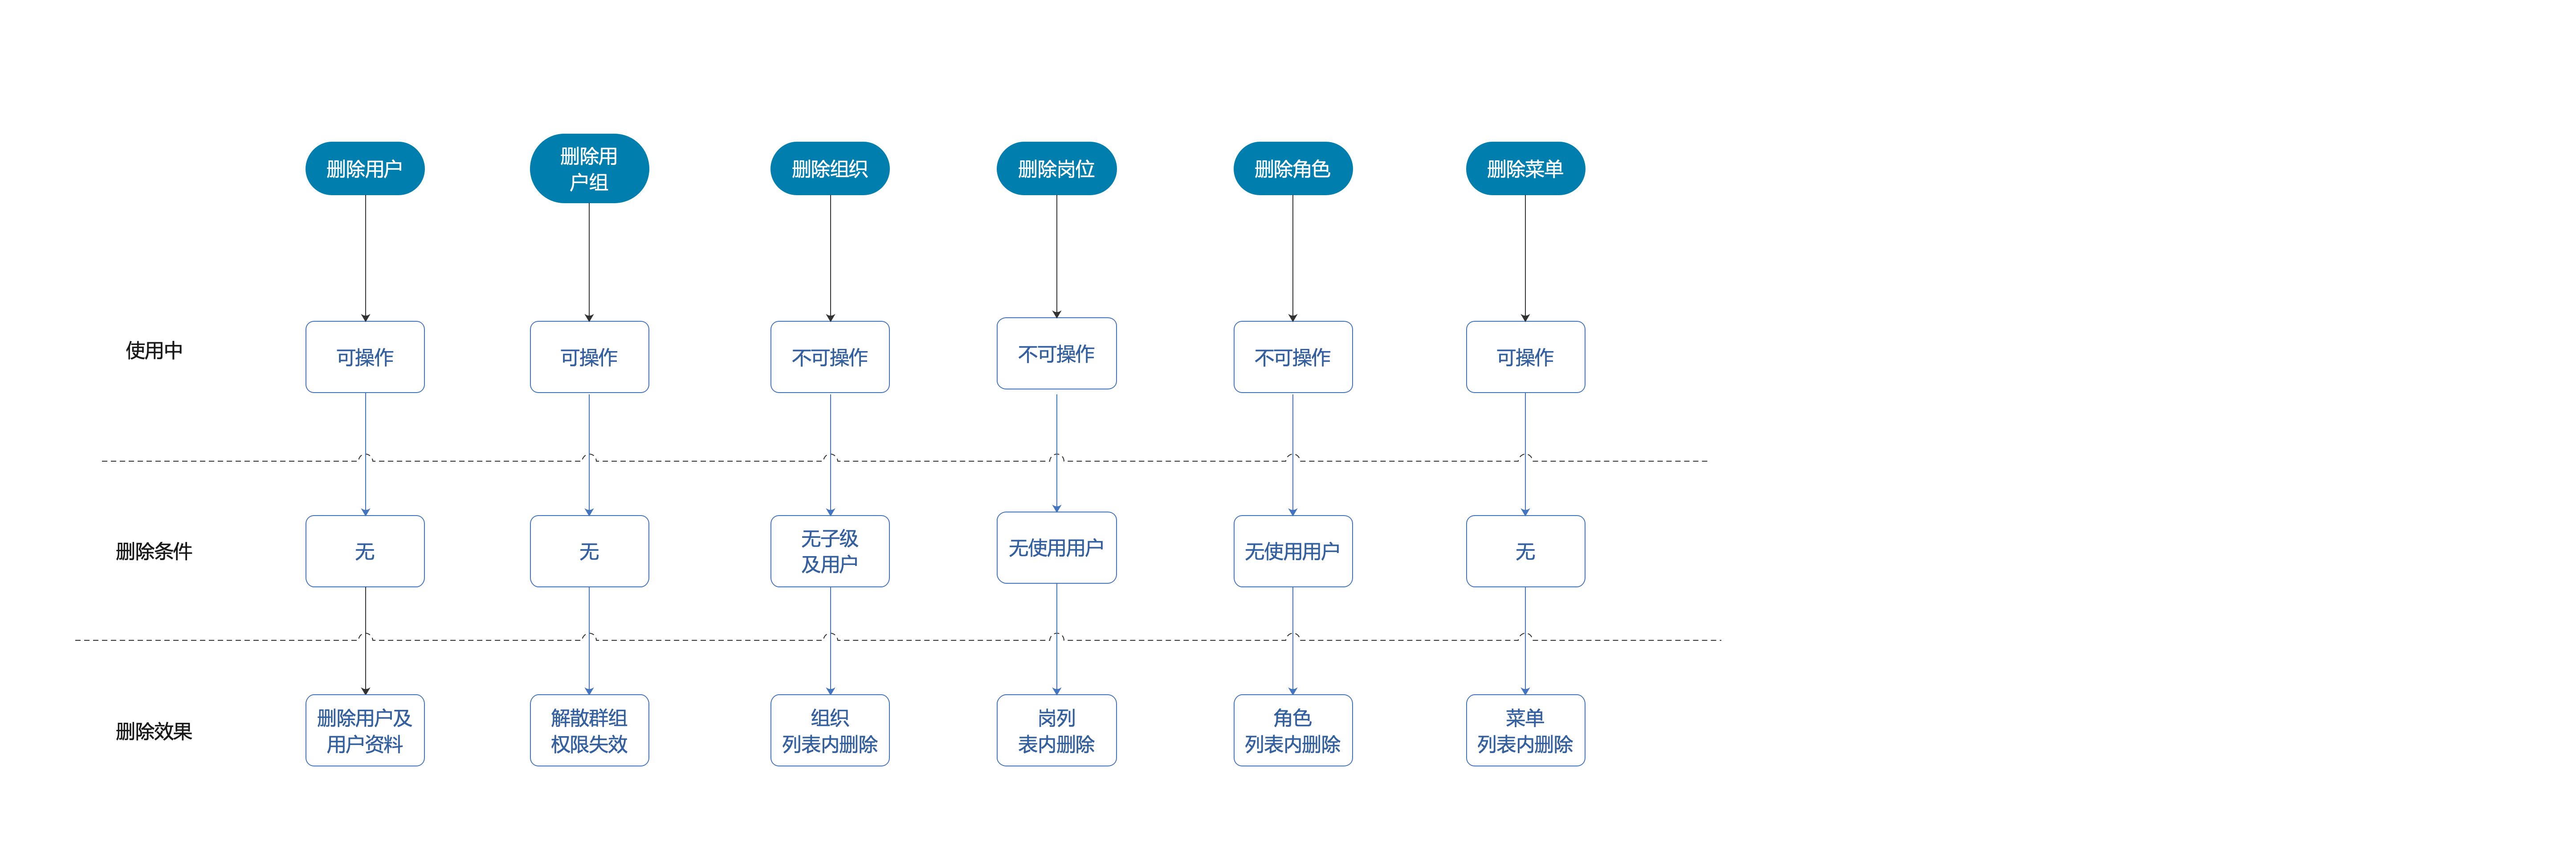 删除用户
删除用
户组
删除组织
删除岗位
删除角色
删除菜单
使用中
可操作
可操作
不可操作
不可操作
不可操作
可操作
删除条件
无
无
无子级
及用户
无使用用户
无使用用户
无
删除效果
删除用户及
用户资料
解散群组
权限失效
组织
列表内删除
岗列
表内删除
角色
列表内删除
菜单
列表内删除